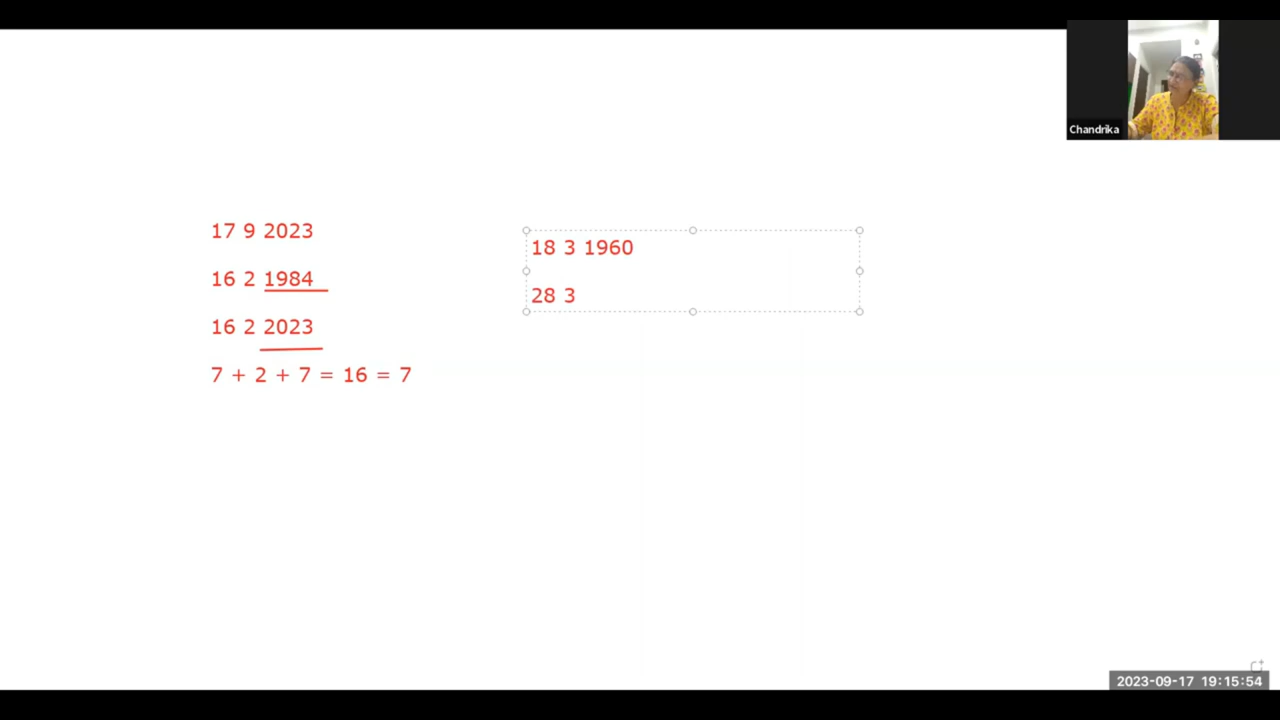 Chandrika
17 9 2023
16 2 1984
16 2 2023
7 + 2 + 7 = 16 = 7
18 3 1960
28 3
2023-09-17 19:15:54